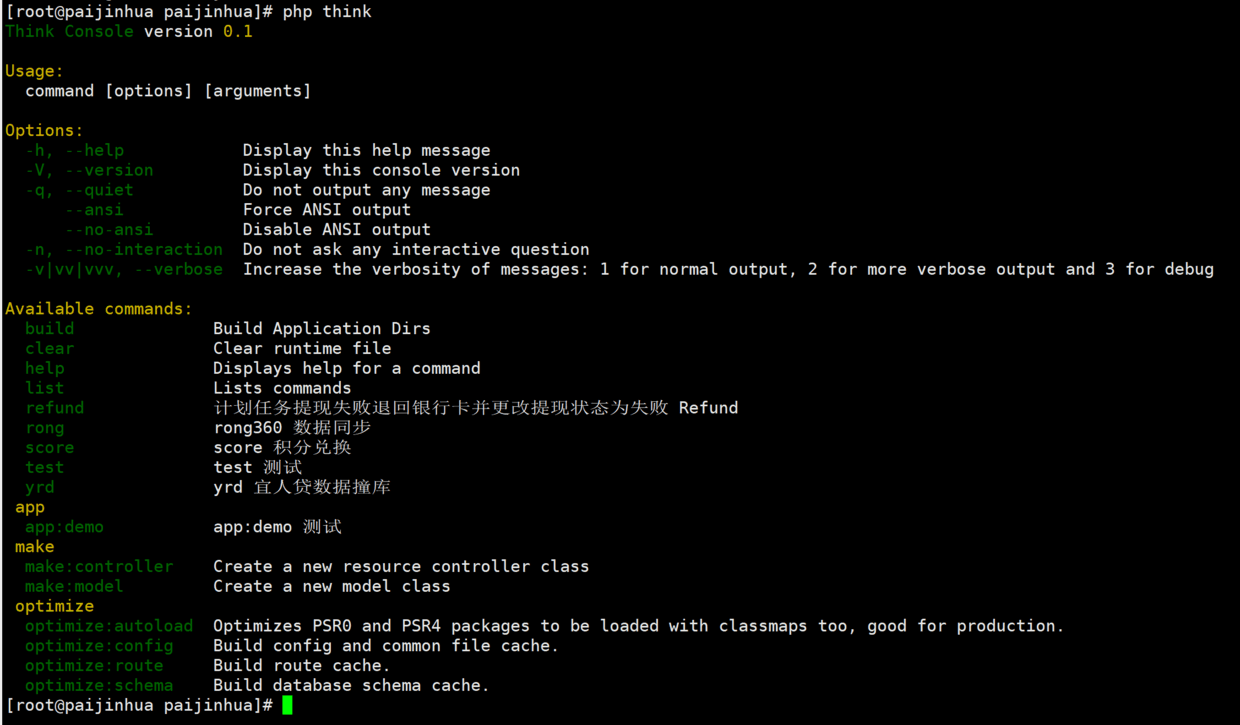 [root@paijinhua paijinhua]# php think
Think Console version 0.1
Usage:
command [options] [arguments]
Options:
-h, --help Display this help message
-V, --version Display this console version
-q, --quiet Do not output any message
--ansi Force ANSI output
--no-ansi Disable ANSI output
-n, --no-interaction Do not ask any interactive question
-v|vv|vvv, --verbose Increase the verbosity of messages: 1 for normal output, 2 for more verbose output and 3 for debug
Available commands:
build Build Application Dirs
clear Clear runtime file
help Displays help for a command
list Lists commands
refund 计划任务提现失败退回银行卡并更改提现状态为失败 Refund
rong rong360 数据同步
score score 积分兑换
test test 测试
yrd yrd 宜人贷数据撞库
app
app:demo app:demo 测试
make
make:controller Create a new resource controller class
make:model Create a new model class
optimize
optimize:autoload Optimizes PSR0 and PSR4 packages to be loaded with classmaps too, good for production.
optimize:config Build config and common file cache.
optimize:route Build route cache.
optimize:schema Build database schema cache.
[root@paijinhua paijinhua]#